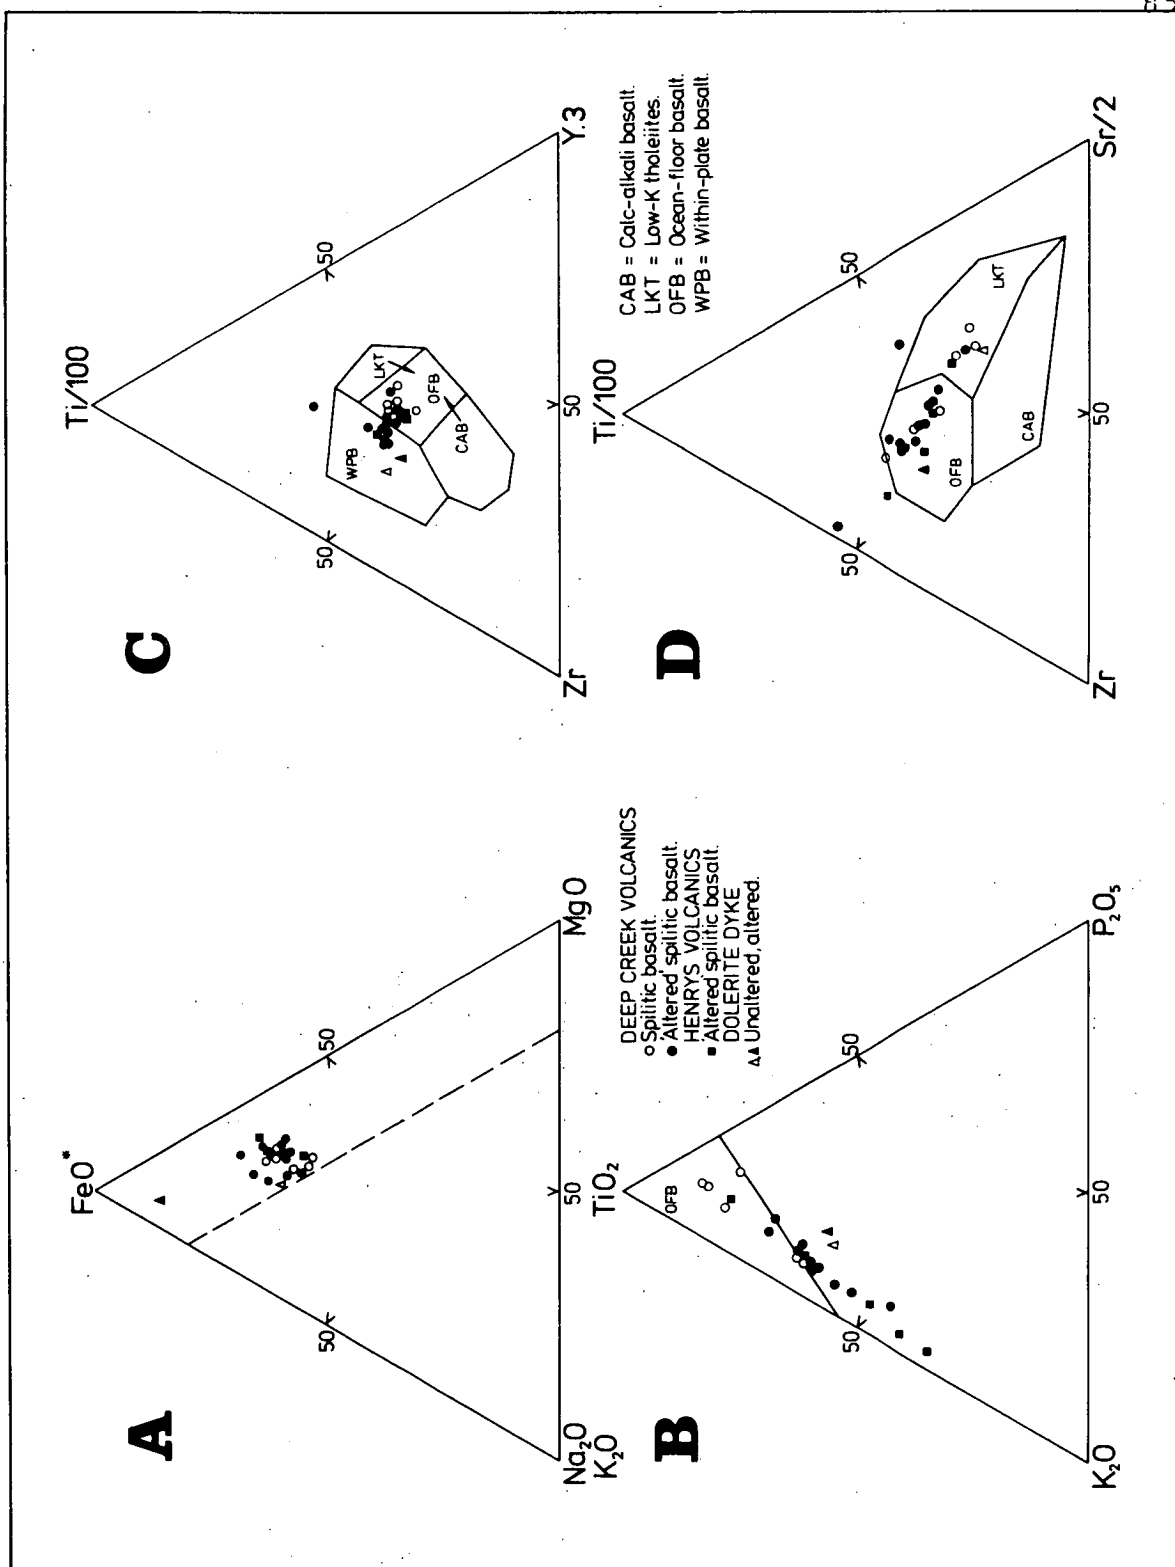 A
FeO*
50
50
Na₂O
K₂O
50
MgO
C
Ti/100
50
50
WPB
LKT
OFB
CAB
Zr
50
Y.3
DEEP CREEK VOLCANICS
○ Spilitic basalt.
● 'Altered' spilitic basalt.
HENRYS VOLCANICS
■ 'Altered' spilitic basalt.
DOLERITE DYKE
△▲ Unaltered, altered.
CAB = Calc-alkali basalt.
LKT = Low-K tholeiites.
OFB = Ocean-floor basalt.
WPB = Within-plate basalt.
B
TiO₂
OFB
50
50
K₂O
50
P₂O₅
D
Ti/100
50
50
OFB
LKT
CAB
Zr
50
Sr/2